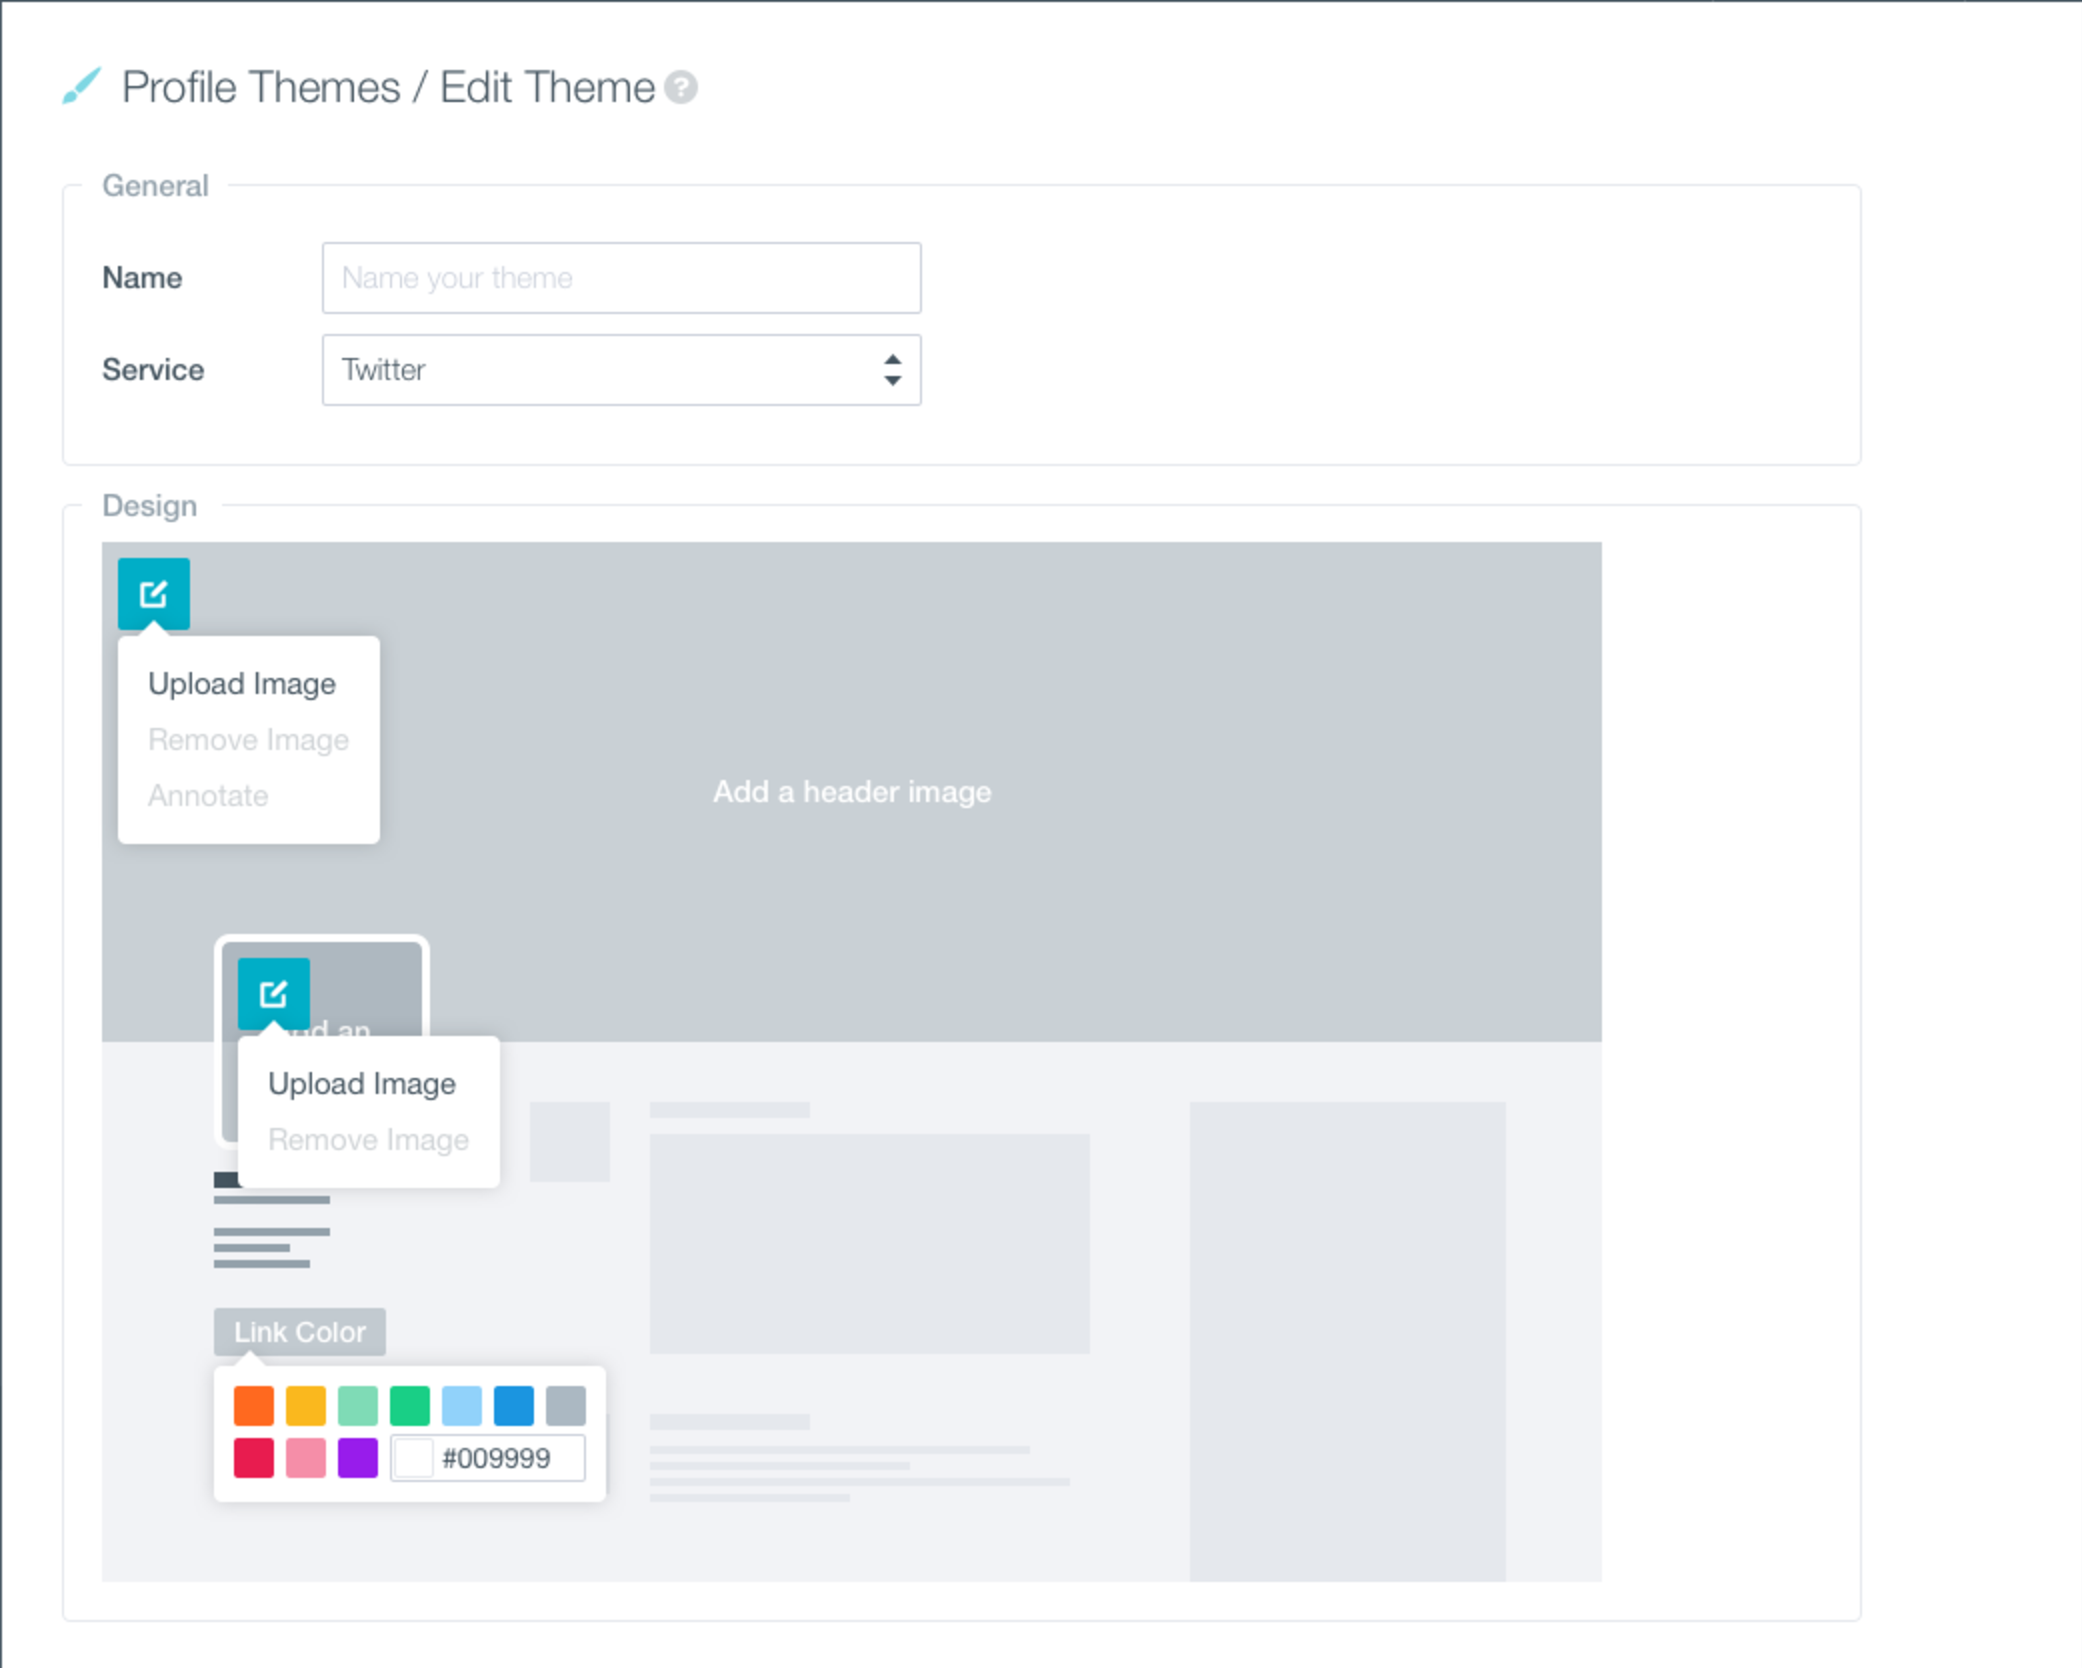 Profile Themes / Edit Theme ?
General
Name
Name your theme
Service
Twitter
Design
Upload Image
Remove Image
Annotate
Add a header image
an
Upload Image
Remove Image
Link Color
#009999